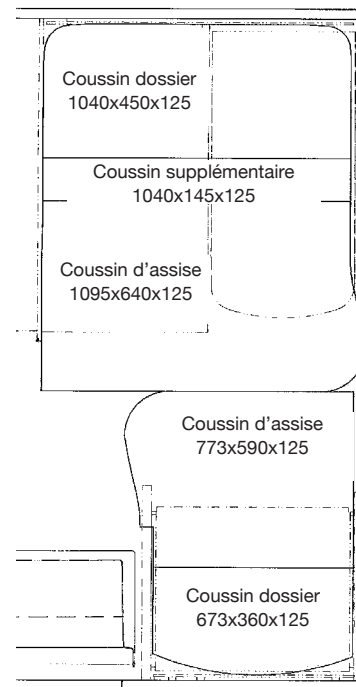 Coussin dossier
1040x450x125
Coussin supplémentaire
1040x145x125
Coussin d’assise
1095x640x125
Coussin d’assise
773x590x125
Coussin dossier
673x360x125